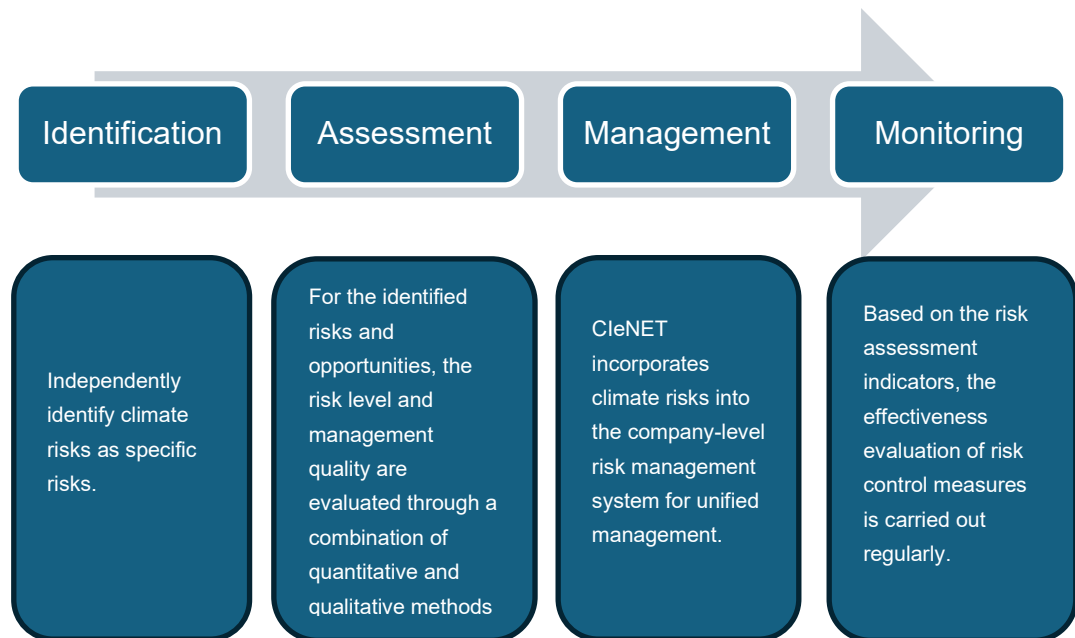 Identification
Assessment
Management
Monitoring
Independently
identify climate
risks as specific
risks.
For the identified
risks and
opportunities, the
risk level and
management
quality are
evaluated through a
combination of
quantitative and
qualitative methods
CIeNET
incorporates
climate risks into
the company-level
risk management
system for unified
management.
Based on the risk
assessment
indicators, the
effectiveness
evaluation of risk
control measures
is carried out
regularly.